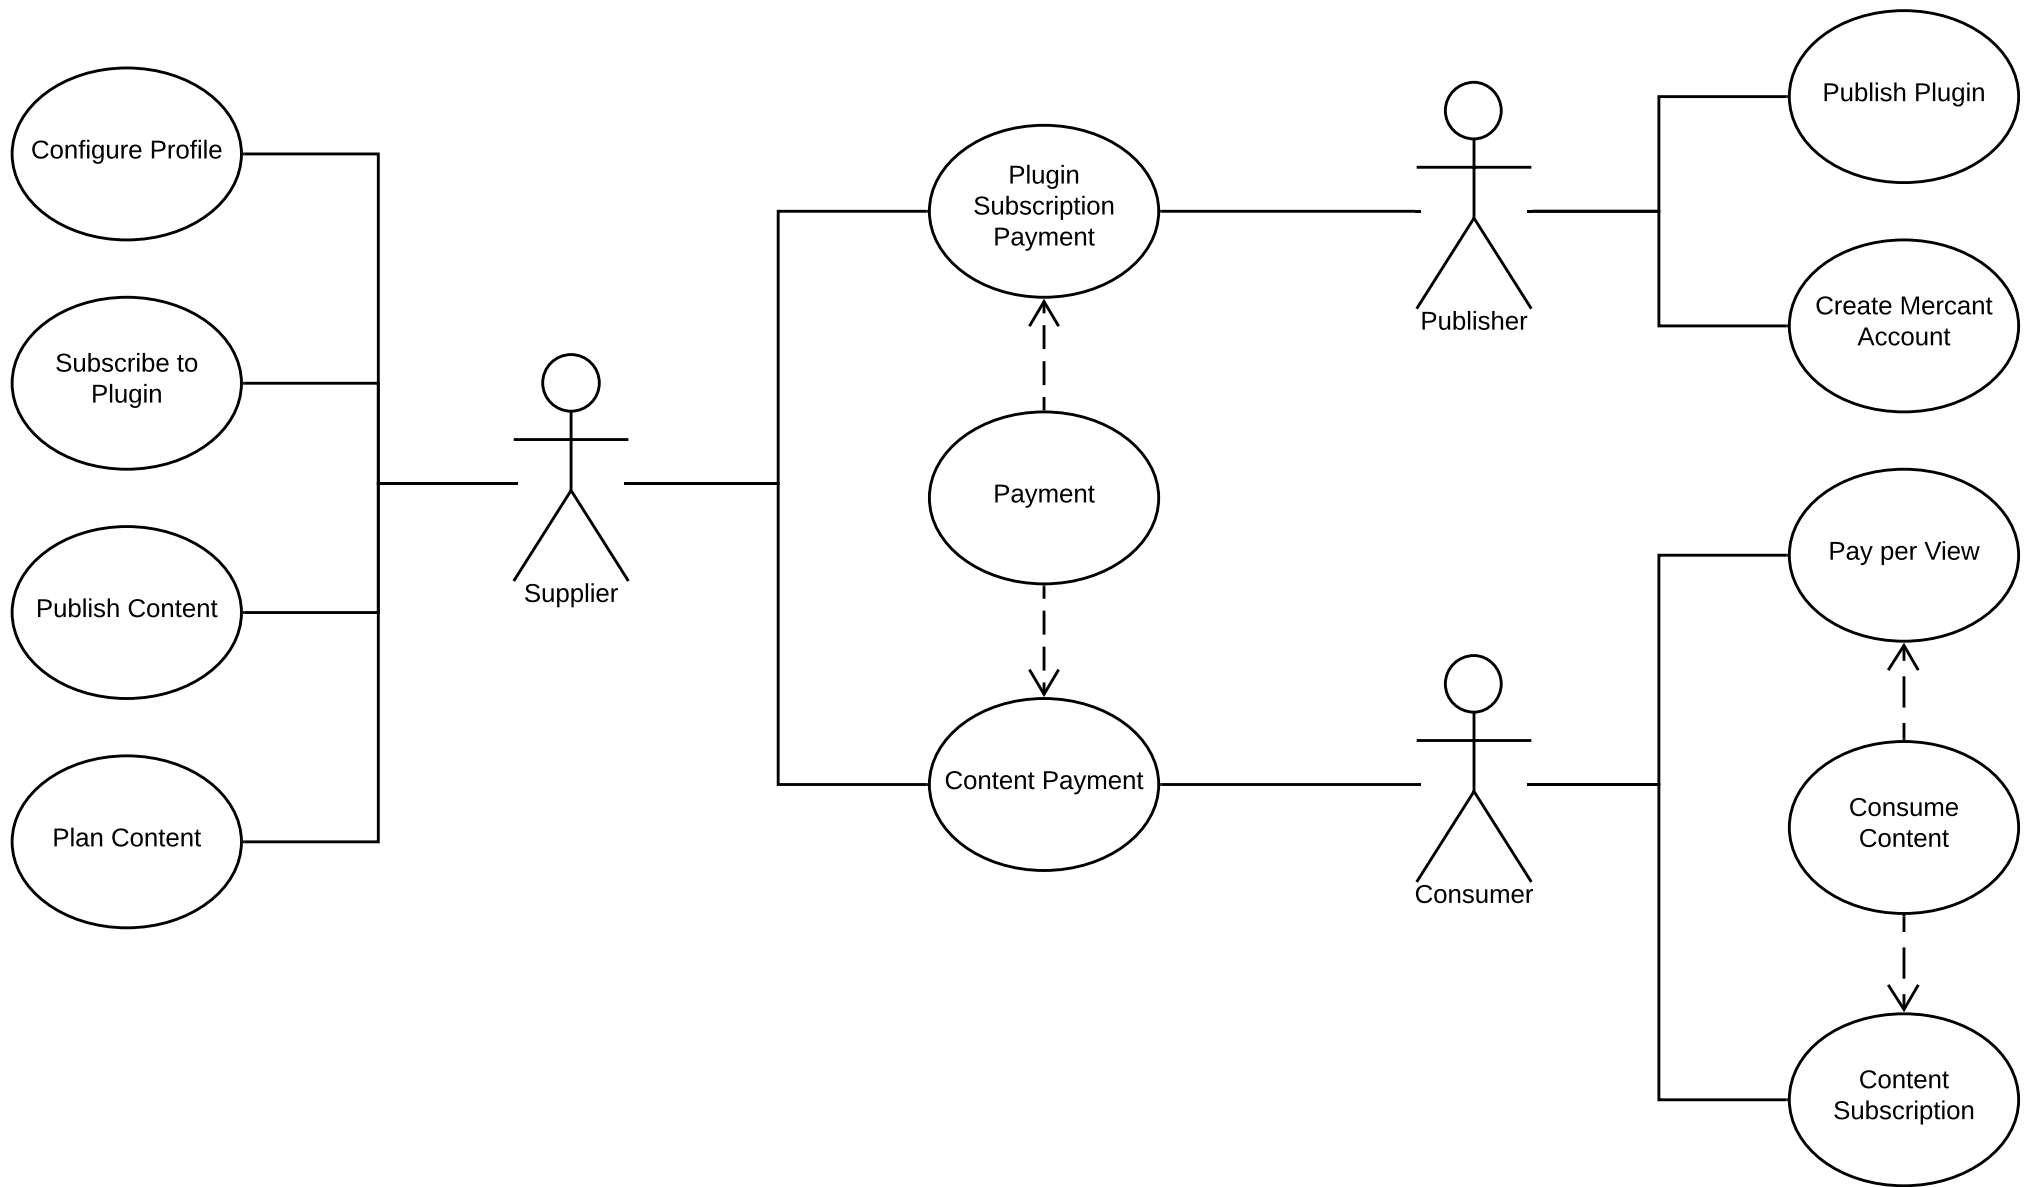 Configure Profile
Subscribe to
Plugin
Publish Content
Plan Content
Supplier
Plugin
Subscription
Payment
Payment
Content Payment
Publisher
Consumer
Publish Plugin
Create Mercant
Account
Pay per View
Consume
Content
Content
Subscription